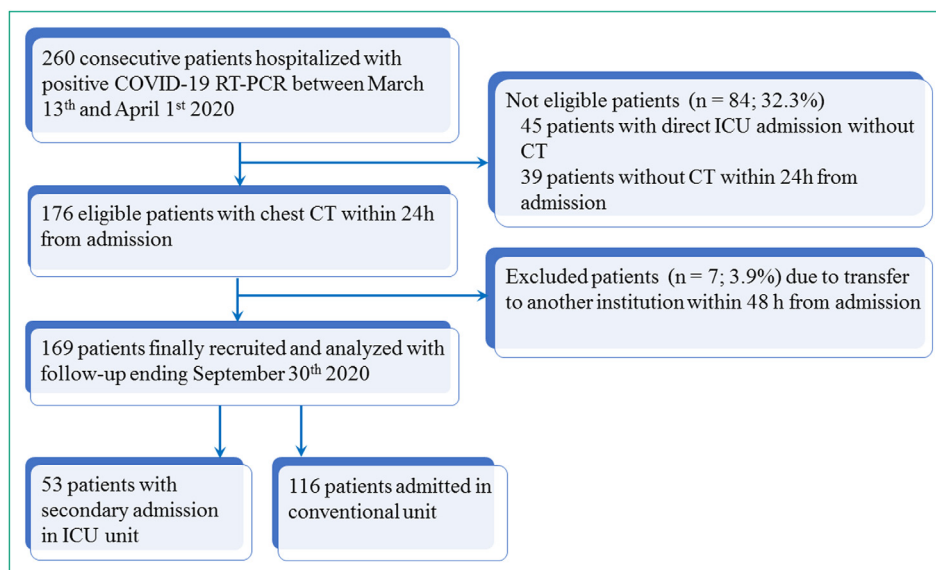 260 consecutive patients hospitalized with
positive COVID-19 RT-PCR between March
13th and April 1st 2020
Not eligible patients (n = 84; 32.3%)
45 patients with direct ICU admission without
CT
39 patients without CT within 24h from
admission
176 eligible patients with chest CT within 24h
from admission
Excluded patients (n = 7; 3.9%) due to transfer
to another institution within 48 h from admission
169 patients finally recruited and analyzed with
follow-up ending September 30th 2020
53 patients with
secondary admission
in ICU unit
116 patients admitted in
conventional unit